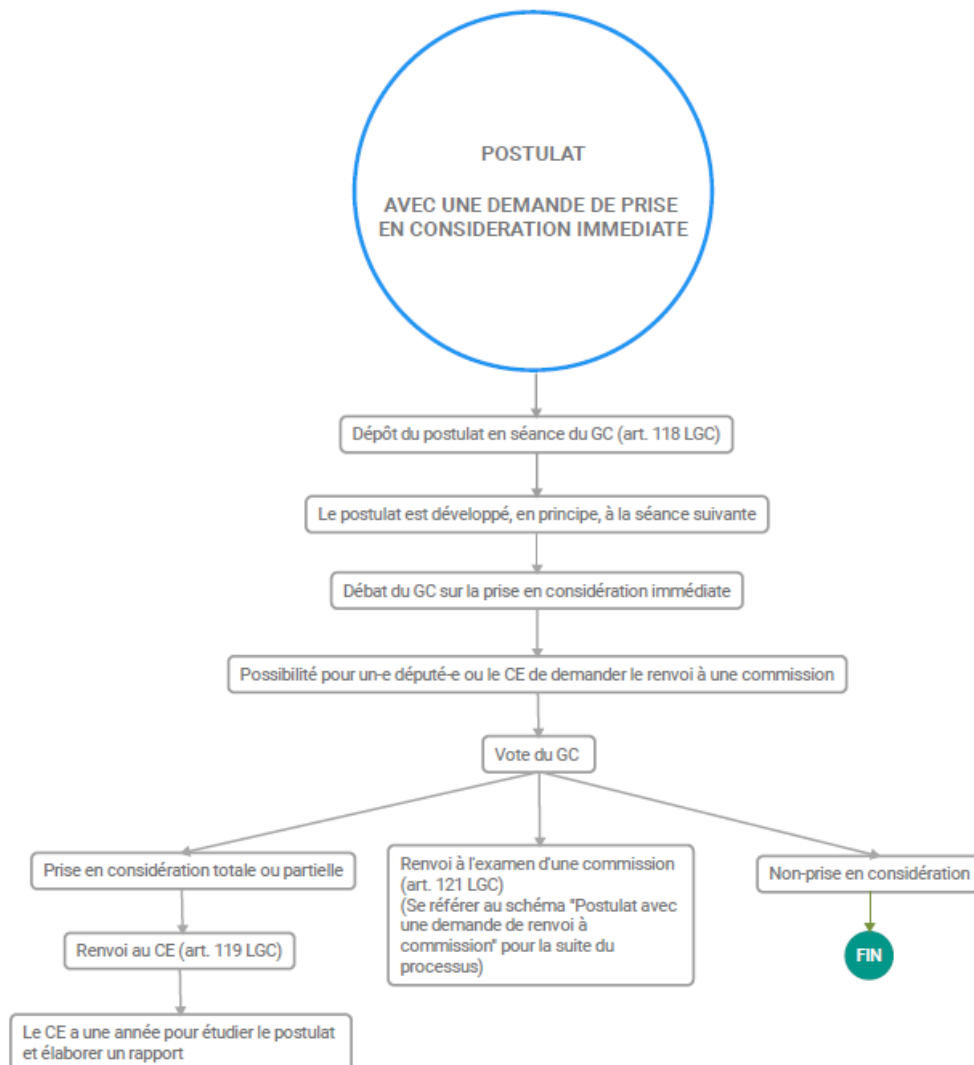 POSTULAT
AVEC UNE DEMANDE DE PRISE
EN CONSIDERATION IMMEDIATE
Dépôt du postulat en séance du GC (art. 118 LGC)
Le postulat est développé, en principe, à la séance suivante
Débat du GC sur la prise en considération immédiate
Possibilité pour un-e député-e ou le CE de demander le renvoi à une commission
Vote du GC
Prise en considération totale ou partielle
Renvoi à l'examen d'une commission
(art. 121 LGC)
(Se référer au schéma "Postulat avec
une demande de renvoi à
commission" pour la suite du
processus)
Non-prise en considération
Renvoi au CE (art. 119 LGC)
FIN
Le CE a une année pour étudier le postulat
et élaborer un rapport